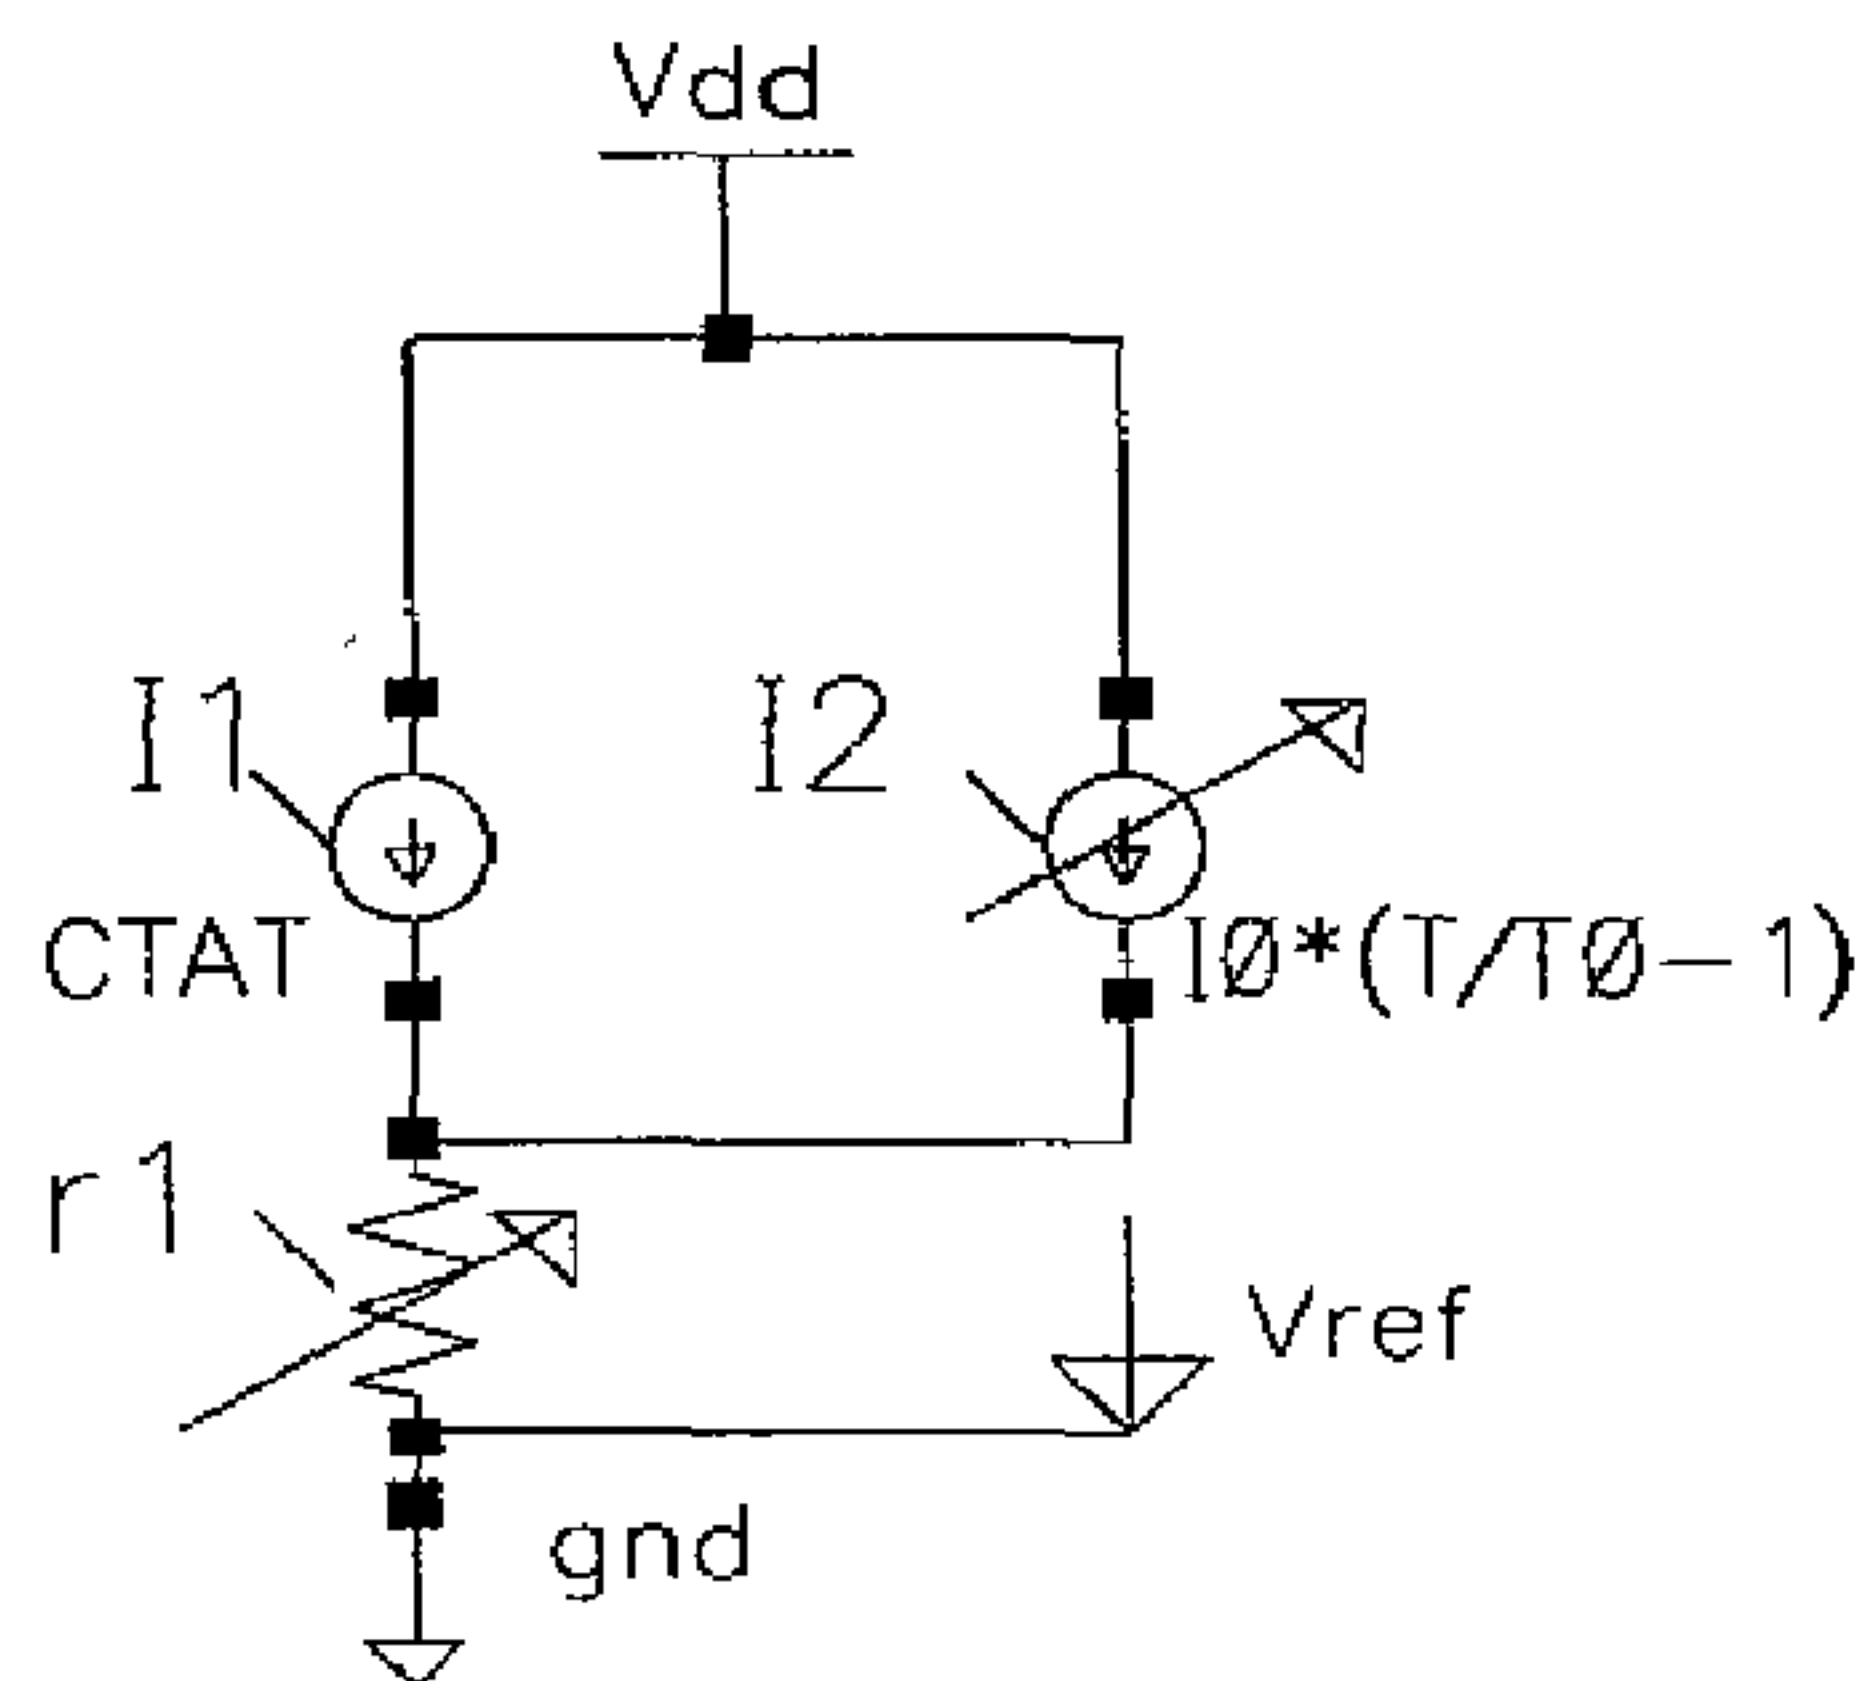 Vdd
I1
I2
CTAT
I0*(T/T0-1)
r1
Vref
gnd